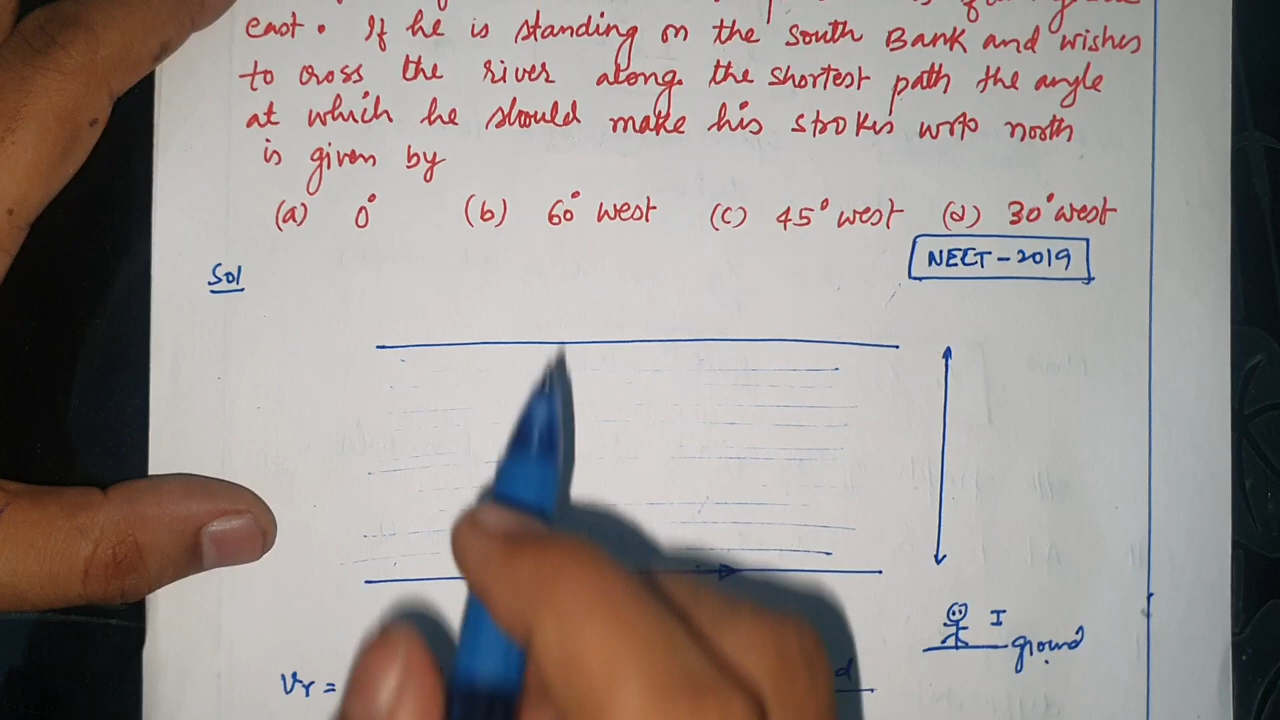 east. If he is standing on the south Bank and wishes
to cross the river along the shortest path the angle
at which he should make his strokes w r to north
is given by
(a) 0° (b) 60° west (c) 45° west (d) 30° west
NEET-2019
Sol
I
ground
Vr =
d